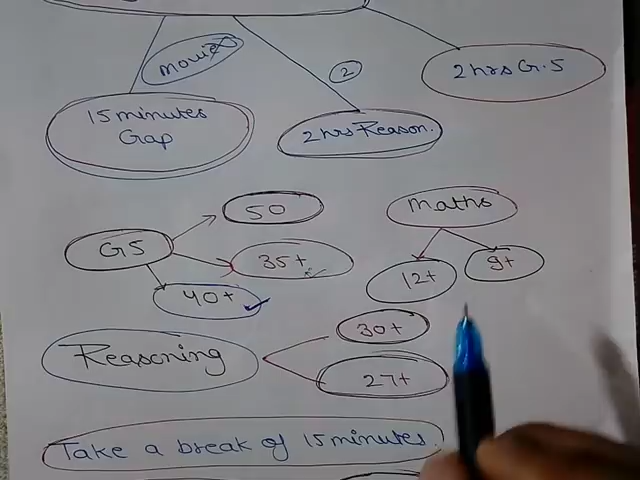 Movie
2
2 hrs G.S
15 minutes
Gap
2 hrs Reason.
50
Maths
GS
35+
12+
9+
40+
30+
Reasoning
27+
Take a break of 15 minutes.